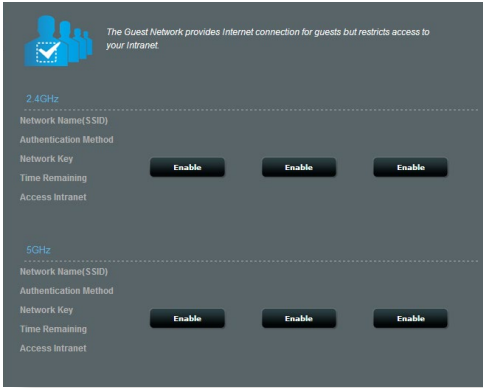 The Guest Network provides Internet connection for guests but restricts access to
your Intranet.
2.4GHz
Network Name(SSID)
Authentication Method
Network Key
Enable Enable Enable
Time Remaining
Access Intranet
5GHz
Network Name(SSID)
Authentication Method
Network Key
Enable Enable Enable
Time Remaining
Access Intranet